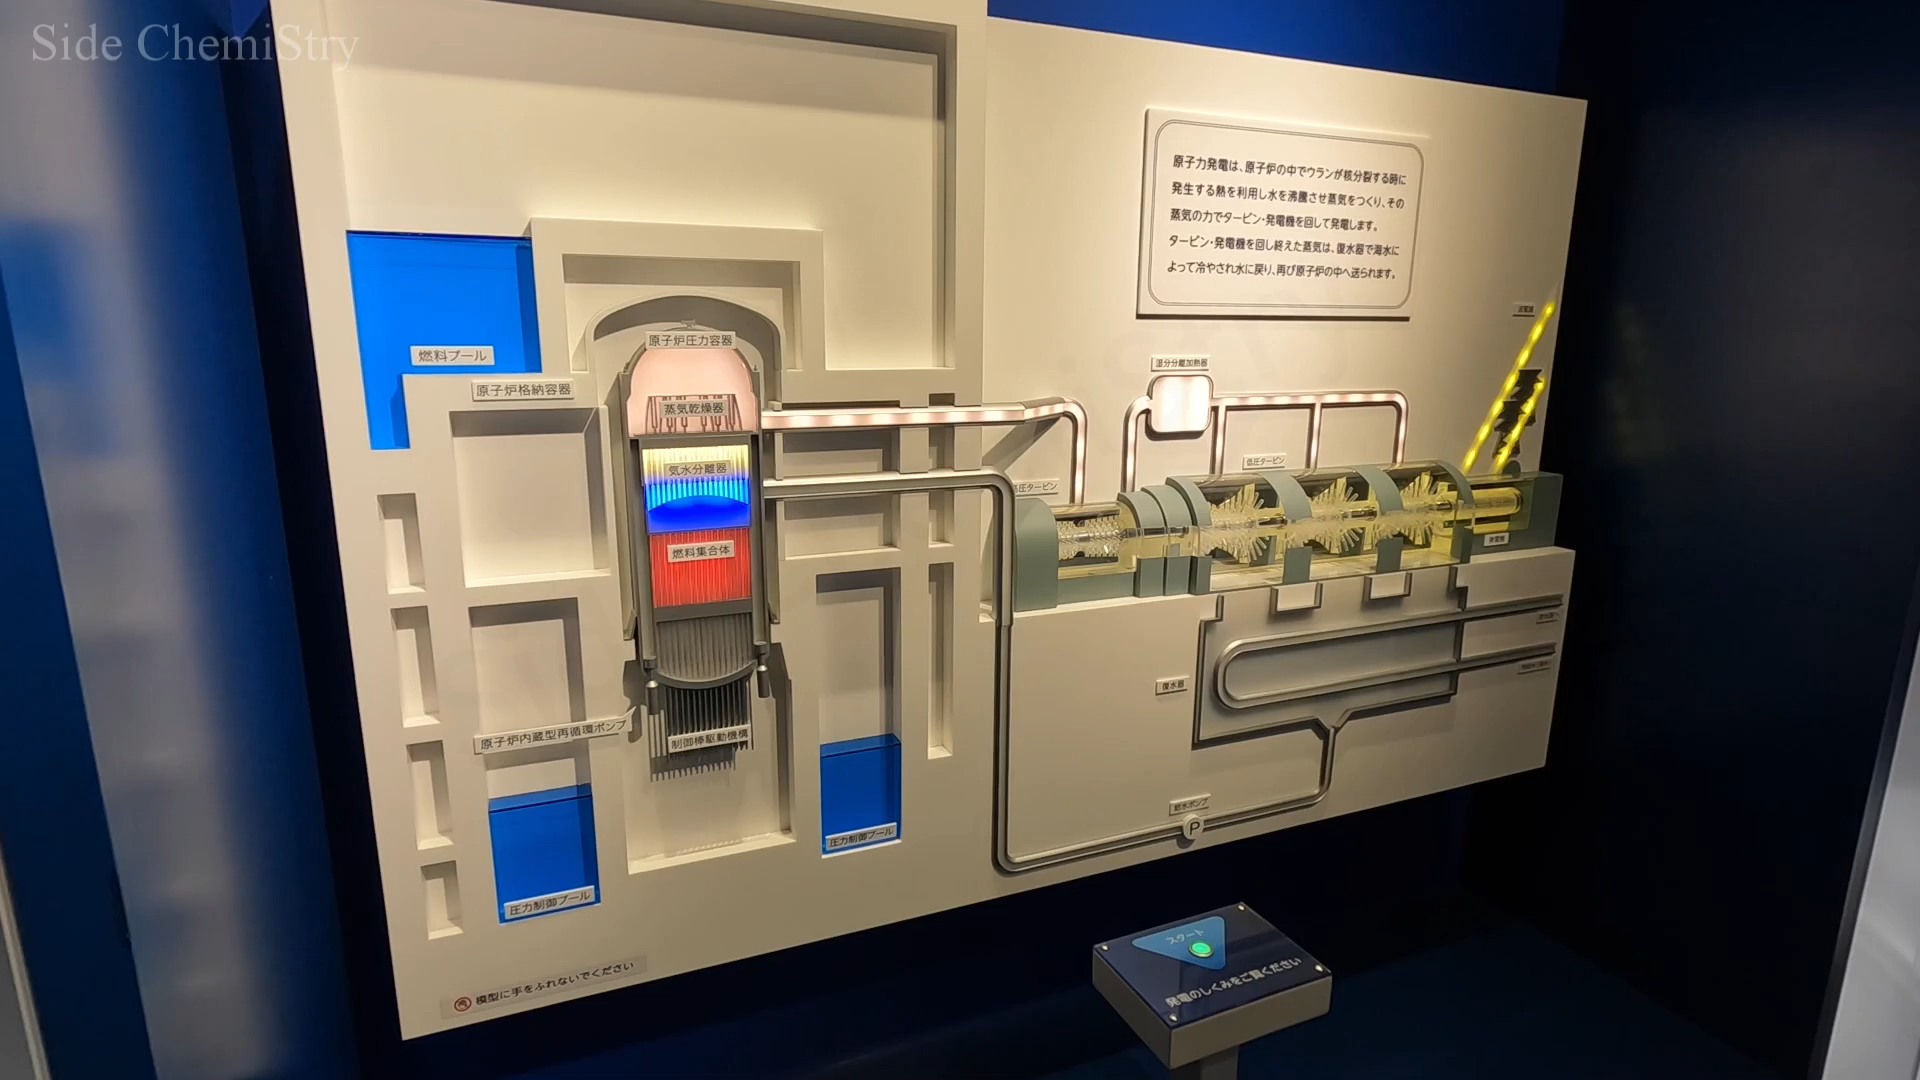 Side ChemiStry
原子力発電は、原子炉の中でウランが核分裂する時に
発生する熱を利用し水を沸騰させ蒸気をつくり、その
蒸気の力でタービン・発電機を回して発電します。
タービン・発電機を回し終えた蒸気は、復水器で海水に
よって冷やされ水に戻り、再び原子炉の中へ送られます。
燃料プール
原子炉格納容器
原子炉圧力容器
蒸気乾燥器
気水分離器
燃料集合体
湿分分離加熱器
圧タービン
低圧タービン
発電機
復水器
原子炉内蔵型再循環ポンプ
制御棒駆動機構
給水ポンプ
P
圧力制御プール
圧力制御プール
模型に手をふれないでください
スタート
発電のしくみをご覧ください